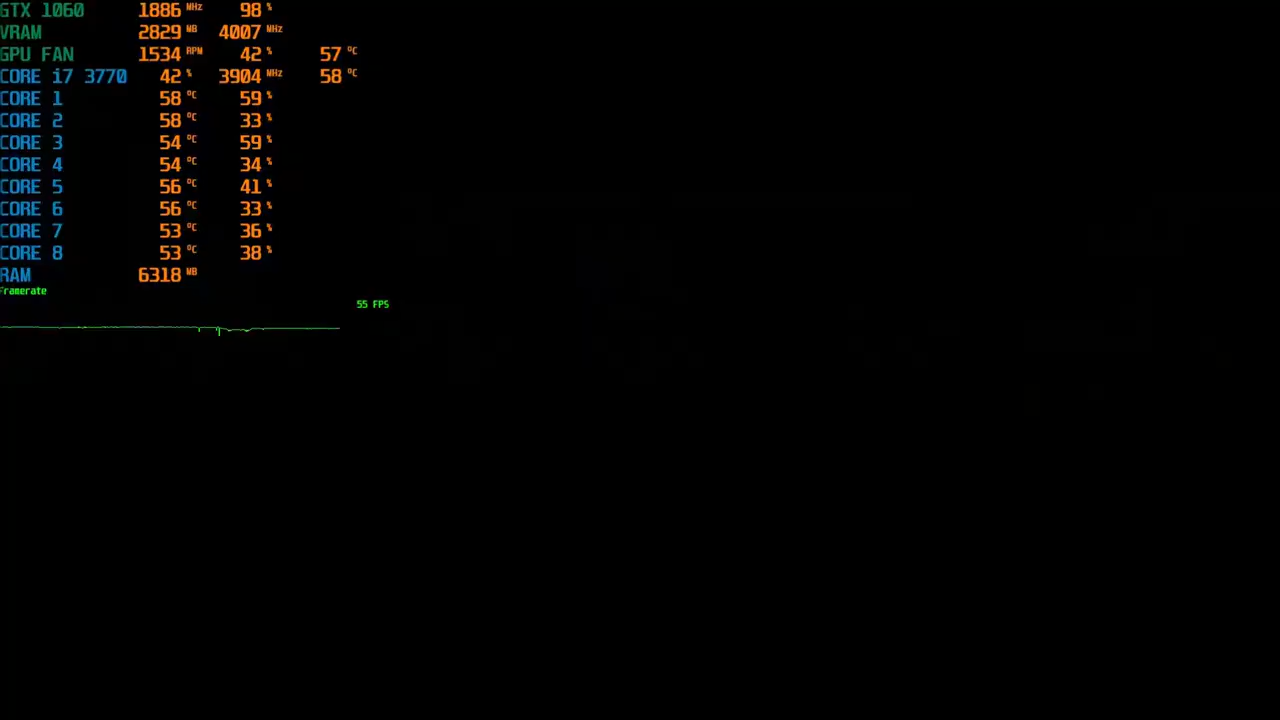 GTX 1060 1886 MHz 98 %
VRAM 2829 MB 4007 MHz
GPU FAN 1534 RPM 42 % 57 °C
CORE i7 3770 42 % 3904 MHz 58 °C
CORE 1 58 °C 59 %
CORE 2 58 °C 33 %
CORE 3 54 °C 59 %
CORE 4 54 °C 34 %
CORE 5 56 °C 41 %
CORE 6 56 °C 33 %
CORE 7 53 °C 36 %
CORE 8 53 °C 38 %
RAM 6318 MB
Framerate
55 FPS